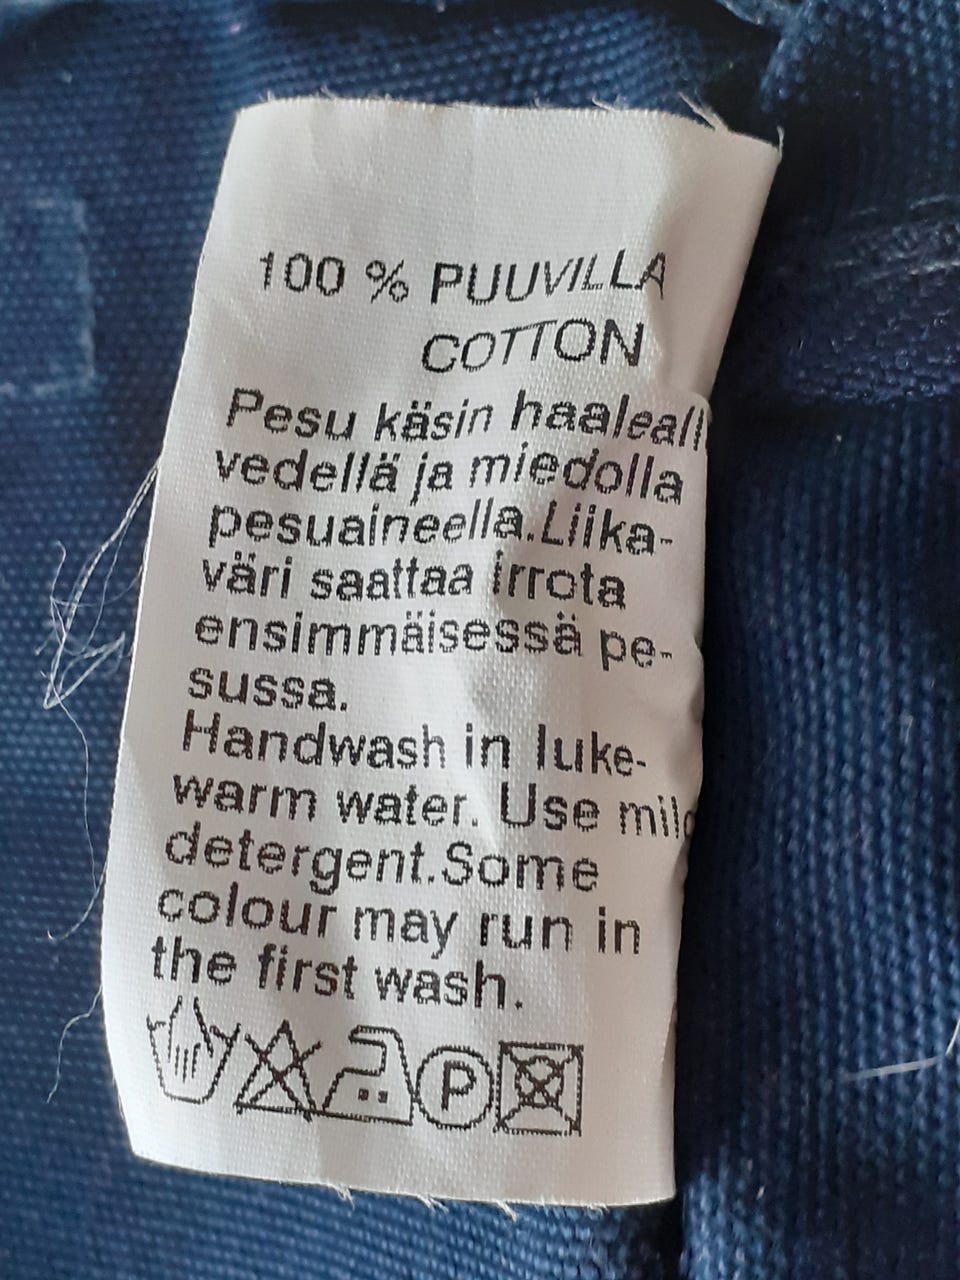 100 % PUUVILLA
COTTON
Pesu käsin haaleall
vedellä ja miedolla
pesuaineella.Liika-
väri saattaa irrota
ensimmäisessä pe-
sussa.
Handwash in luke-
warm water. Use mild
detergent.Some
colour may run in
the first wash.
P